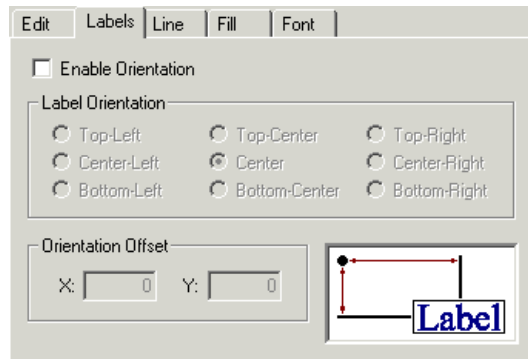 Edit Labels Line Fill Font
Enable Orientation
Label Orientation
Top-Left Top-Center Top-Right
Center-Left Center Center-Right
Bottom-Left Bottom-Center Bottom-Right
Orientation Offset
X: 0 Y: 0
Label